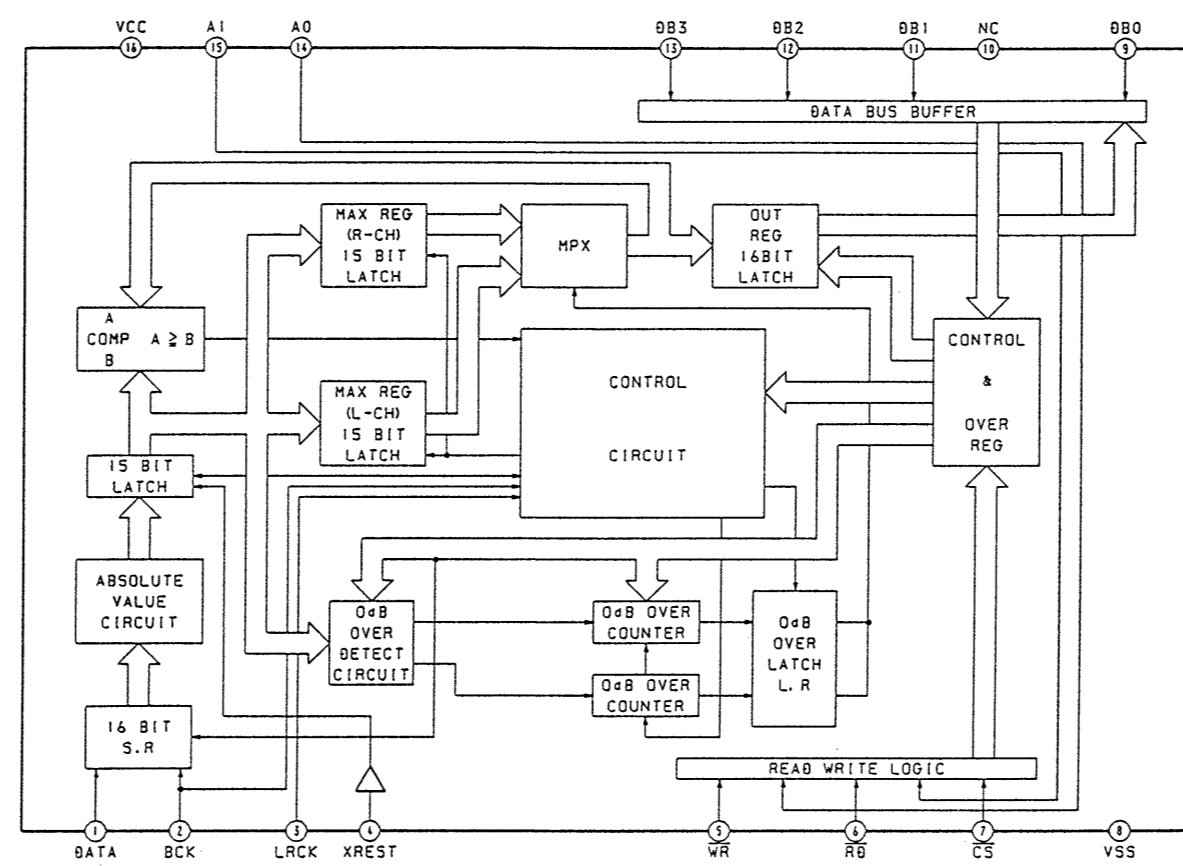 VCC A1 A0 DB3 DB2 DB1 NC DB0
16 15 14 13 12 11 10 9
DATA BUS BUFFER
MAX REG
(R-CH)
15 BIT
LATCH
MPX
OUT
REG
16BIT
LATCH
A
COMP A ≧ B
B
CONTROL
&
OVER
REG
CONTROL
CIRCUIT
MAX REG
(L-CH)
15 BIT
LATCH
15 BIT
LATCH
ABSOLUTE
VALUE
CIRCUIT
0dB
OVER
DETECT
CIRCUIT
0dB OVER
COUNTER
0dB OVER
COUNTER
0dB
OVER
LATCH
L.R
16 BIT
S.R
READ WRITE LOGIC
1 2 3 4 5 6 7 8
DATA BCK LRCK XREST W̅R̅ R̅D̅ C̅S̅ VSS